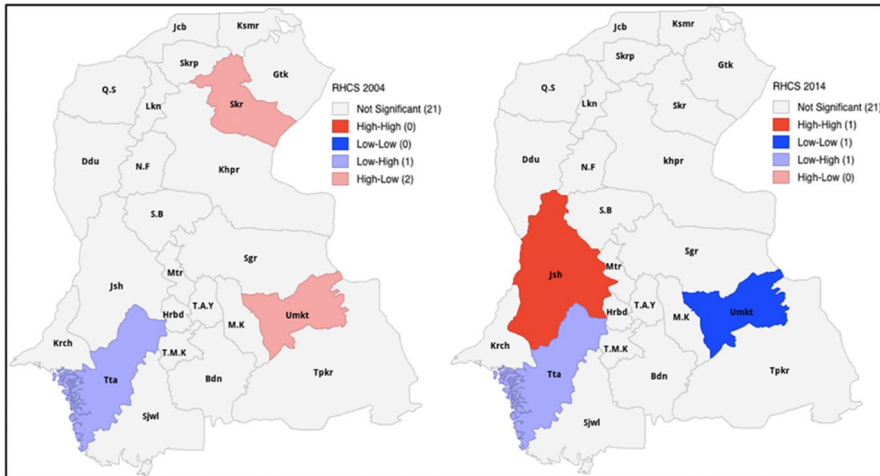 Jcb
Ksmr
Skrp
Gtk
Q.S
Lkn
Skr
Ddu
N.F
Khpr
S.B
Sgr
Mtr
Jsh
T.A.Y
Hrbd
Umkt
M.K
Krch
T.M.K
Tta
Bdn
Tpkr
Sjwl
RHCS 2004
Not Significant (21)
High-High (0)
Low-Low (0)
Low-High (1)
High-Low (2)
Jcb
Ksmr
Skrp
Gtk
Q.S
Lkn
Skr
Ddu
N.F
khpr
S.B
Sgr
Mtr
Jsh
T.A.Y
Hrbd
Umkt
M.K
Krch
T.M.K
Tta
Bdn
Tpkr
Sjwl
RHCS 2014
Not Significant (21)
High-High (1)
Low-Low (1)
Low-High (1)
High-Low (0)